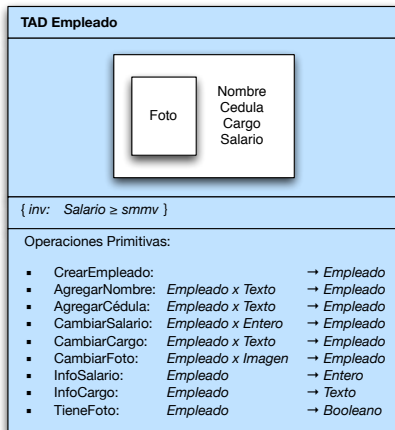 TAD Empleado
Foto
Nombre
Cedula
Cargo
Salario
{ inv: Salario ≥ smmv }
Operaciones Primitivas:
▪ CrearEmpleado: → Empleado
▪ AgregarNombre: Empleado x Texto → Empleado
▪ AgregarCédula: Empleado x Texto → Empleado
▪ CambiarSalario: Empleado x Entero → Empleado
▪ CambiarCargo: Empleado x Texto → Empleado
▪ CambiarFoto: Empleado x Imagen → Empleado
▪ InfoSalario: Empleado → Entero
▪ InfoCargo: Empleado → Texto
▪ TieneFoto: Empleado → Booleano